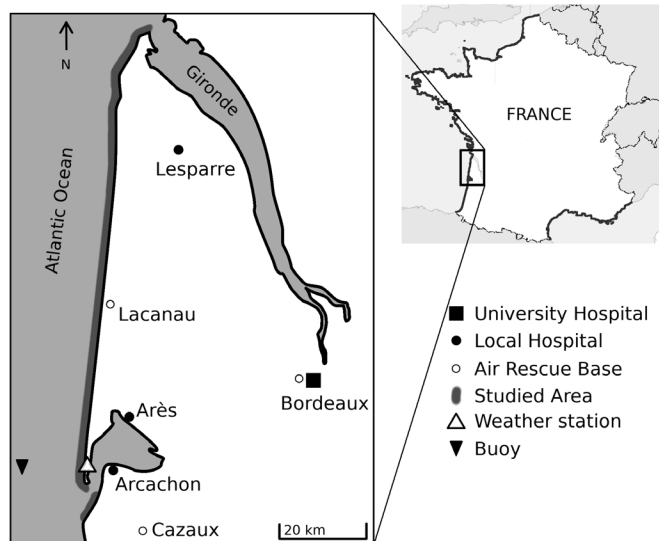 N
Gironde
Atlantic Ocean
Lesparre
Lacanau
Bordeaux
Arès
Arcachon
Cazaux
20 km
FRANCE
University Hospital
Local Hospital
Air Rescue Base
Studied Area
Weather station
Buoy